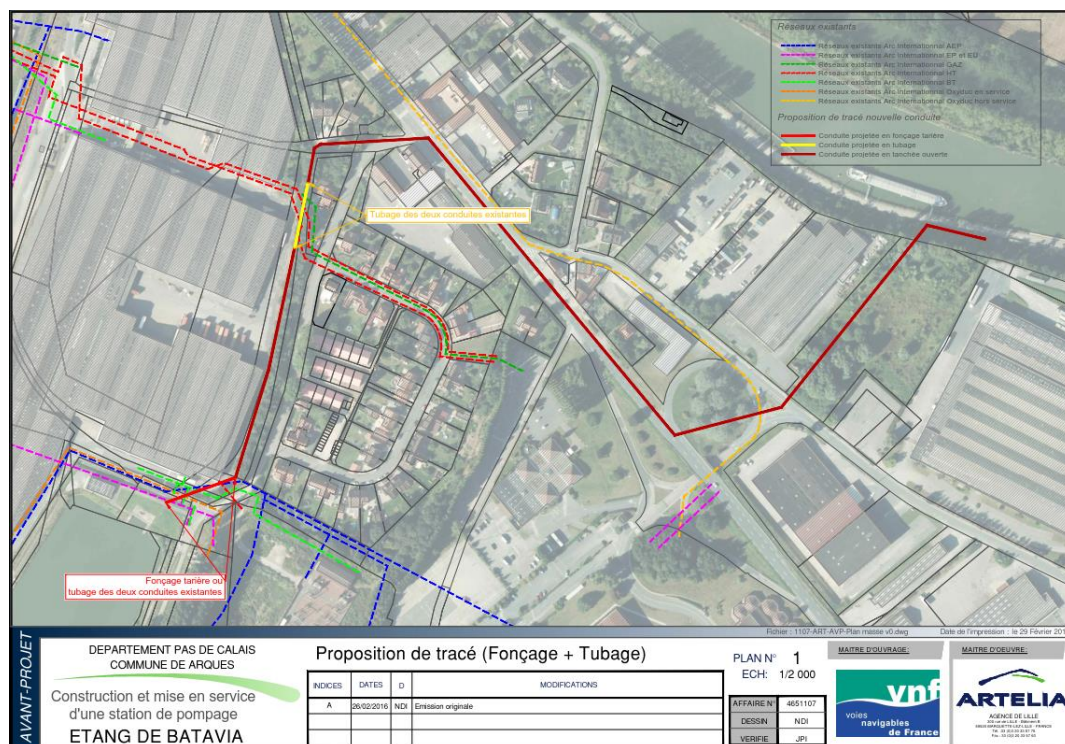 Réseaux existants
Réseaux existants Arc International AEP
Réseaux existants Arc International EP et EU
Réseaux existants Arc International GAZ
Réseaux existants Arc International HT
Réseaux existants Arc International BT
Réseaux existants Arc International Oxyduc en service
Réseaux existants Arc International Oxyduc hors service
Proposition de tracé nouvelle conduite
Conduite projetée en fonçage tarière
Conduite projetée en tubage
Conduite projetée en tranchée ouverte
Tubage des deux conduites existantes
Fonçage tarière ou
tubage des deux conduites existantes
Fichier : 1107-ART-AVP-Plan masse v0.dwg
Date de l'impression : le 29 Février 201
AVANT-PROJET
DEPARTEMENT PAS DE CALAIS
COMMUNE DE ARQUES
Construction et mise en service
d'une station de pompage
ETANG DE BATAVIA
Proposition de tracé (Fonçage + Tubage)
INDICES DATES D MODIFICATIONS
A 26/02/2016 NDI Emission originale
PLAN N° 1
ECH: 1/2 000
AFFAIRE N° 4651107
DESSIN NDI
VERIFIE JPI
MAITRE D'OUVRAGE:
vnf
voies
navigables
de France
MAITRE D'OEUVRE:
ARTELIA
AGENCE DE LILLE